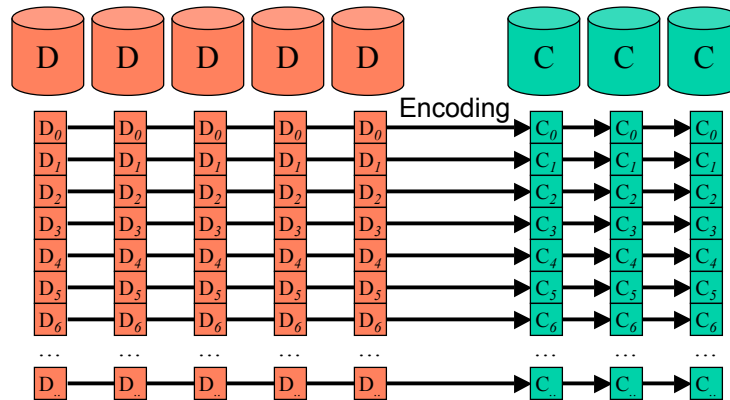 D D D D D C C C
Encoding
D0 D0 D0 D0 D0 C0 C0 C0
D1 D1 D1 D1 D1 C1 C1 C1
D2 D2 D2 D2 D2 C2 C2 C2
D3 D3 D3 D3 D3 C3 C3 C3
D4 D4 D4 D4 D4 C4 C4 C4
D5 D5 D5 D5 D5 C5 C5 C5
D6 D6 D6 D6 D6 C6 C6 C6
... ... ... ... ... ... ... ...
D.. D.. D.. D.. D.. C.. C.. C..